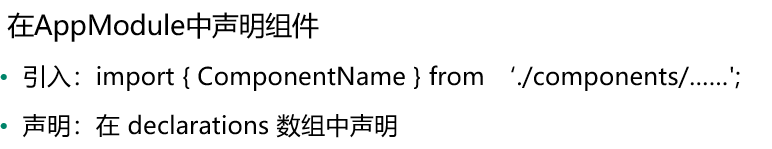 在AppModule中声明组件
• 引入：import { ComponentName } from ‘./components/……';
• 声明：在 declarations 数组中声明